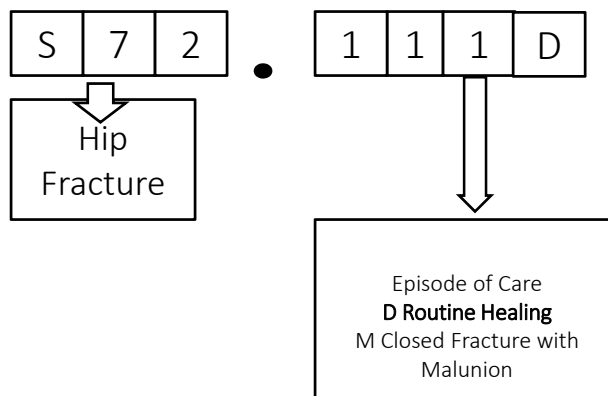 S 7 2 . 1 1 1 D
Hip
Fracture
Episode of Care
D Routine Healing
M Closed Fracture with
Malunion